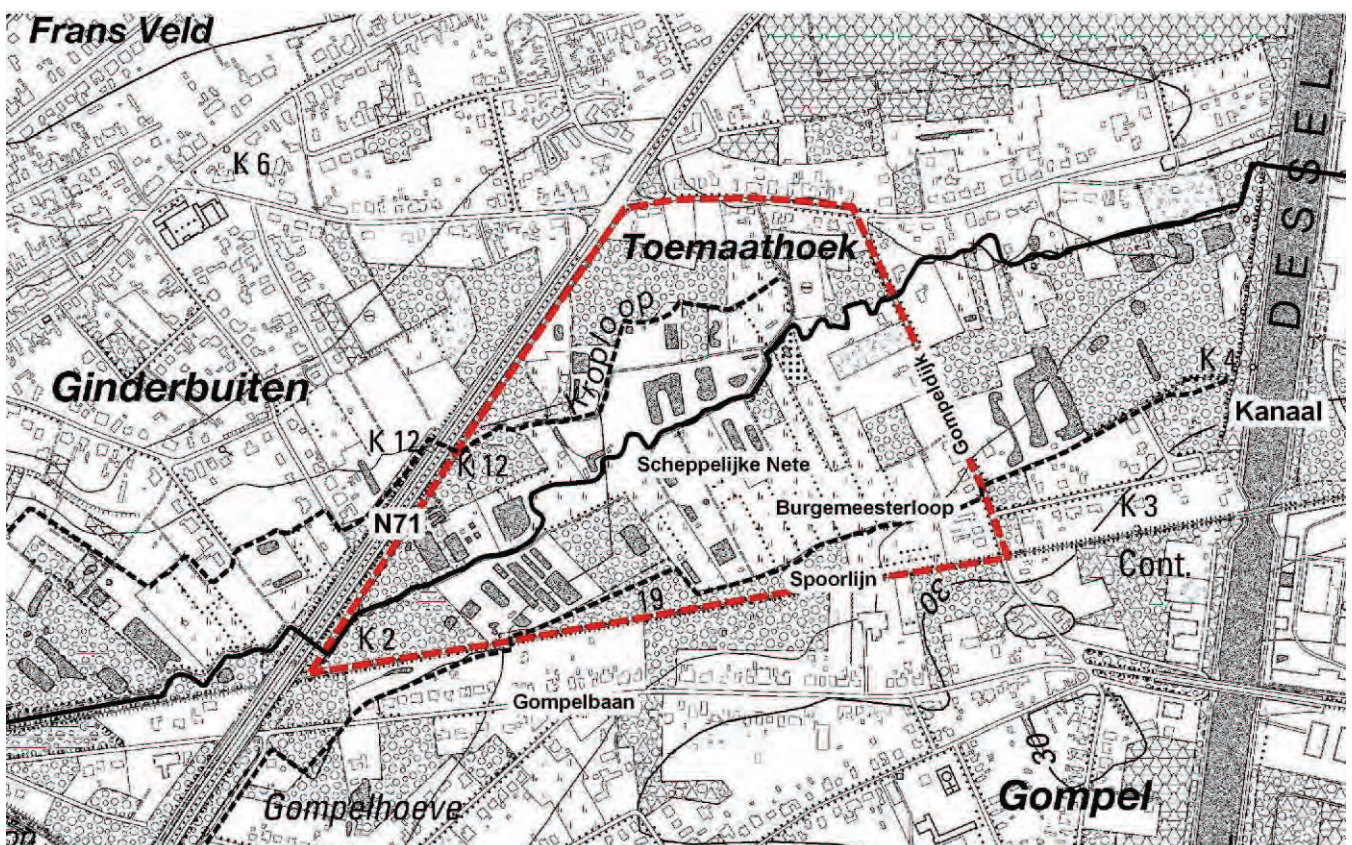 Frans Veld
DESSEL
K 6
Toemaathoek
Kroploop
Ginderbuiten
K 4
Kanaal
Gompeldijk
K 12
K 12
Scheppelijke Nete
N71
Burgemeesterloop
K 3
Cont.
Spoorlijn
30
19
K 2
Gompelbaan
30
Gompelhoeve
Gompel